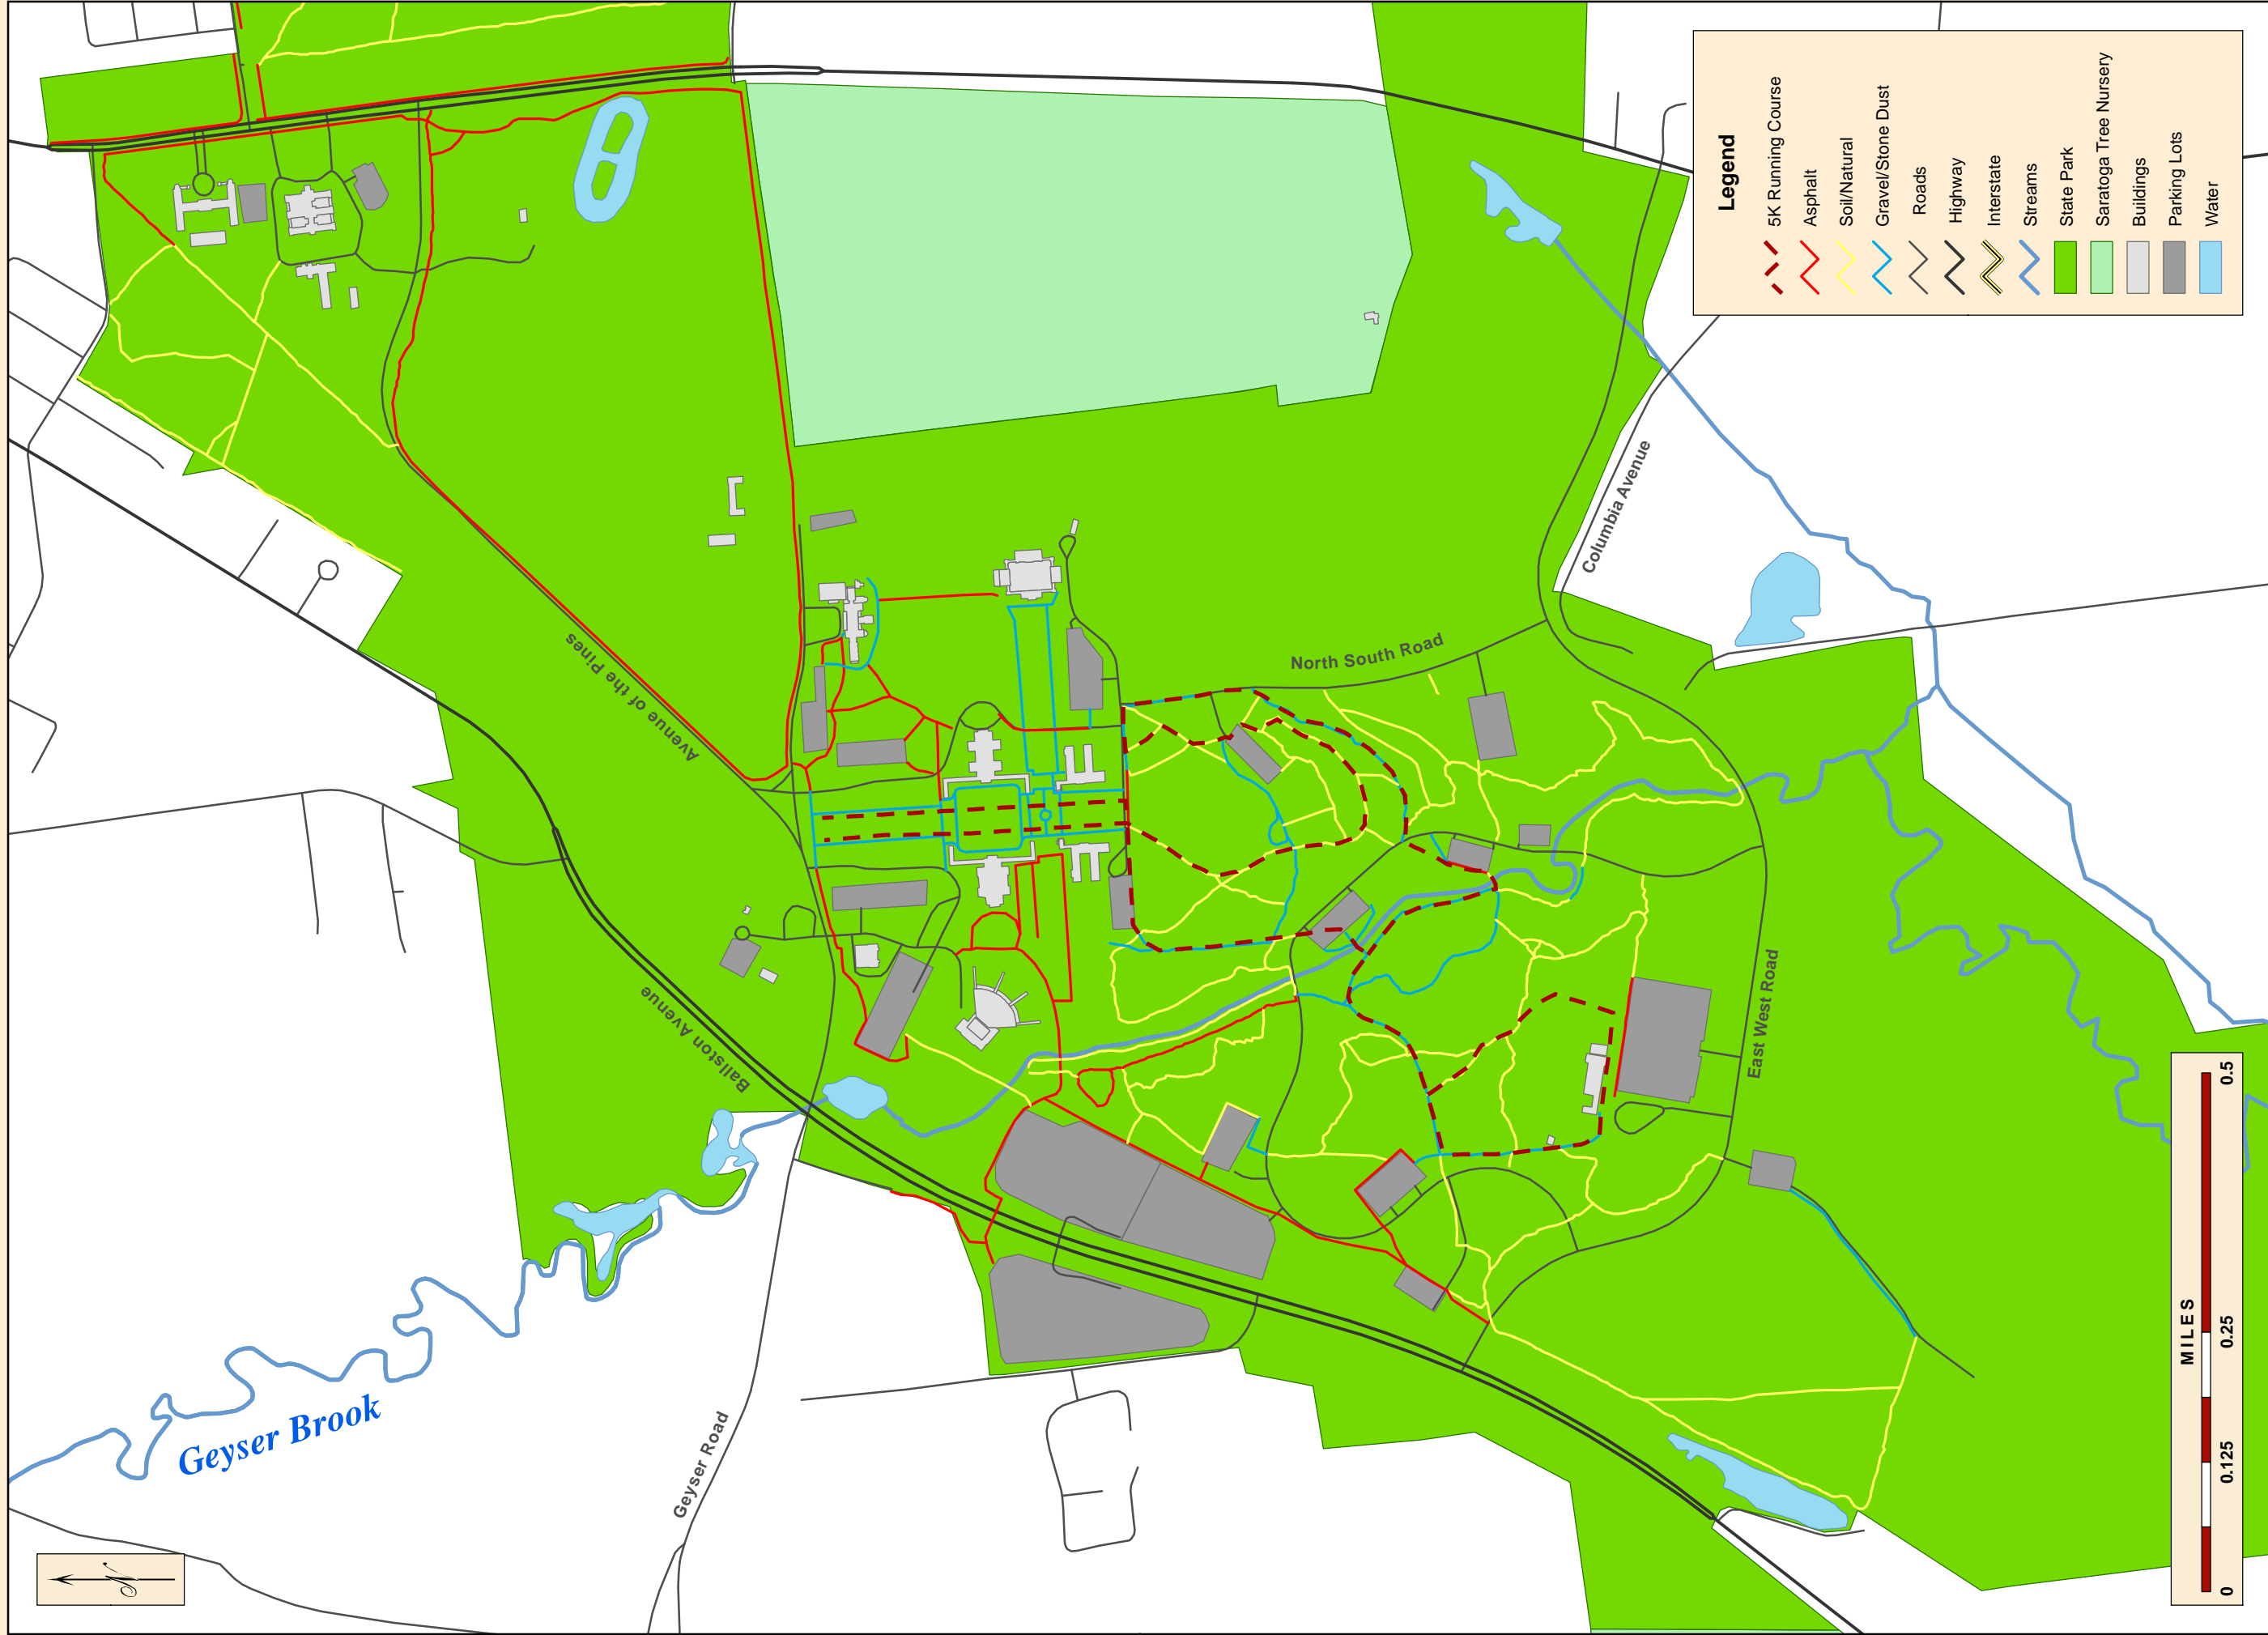 Legend
5K Running Course
Asphalt
Soil/Natural
Gravel/Stone Dust
Roads
Highway
Interstate
Streams
State Park
Saratoga Tree Nursery
Buildings
Parking Lots
Water
Avenue of the Pines
North South Road
Columbia Avenue
Ballston Avenue
East West Road
Geyser Road
Geyser Brook
MILES
0 0.125 0.25 0.5